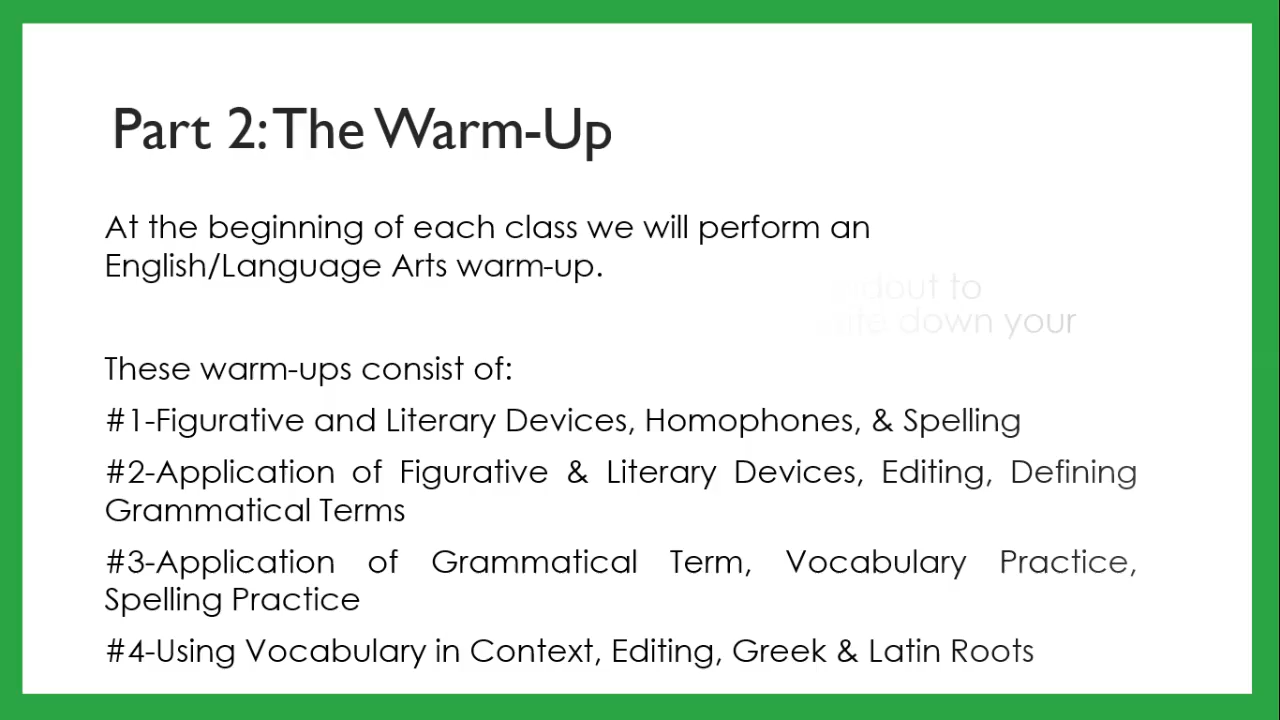 Part 2: The Warm-Up
At the beginning of each class we will perform an
English/Language Arts warm-up.
to
down your
These warm-ups consist of:
#1-Figurative and Literary Devices, Homophones, & Spelling
#2-Application of Figurative & Literary Devices, Editing, Defining
Grammatical Terms
#3-Application of Grammatical Term, Vocabulary Practice,
Spelling Practice
#4-Using Vocabulary in Context, Editing, Greek & Latin Roots